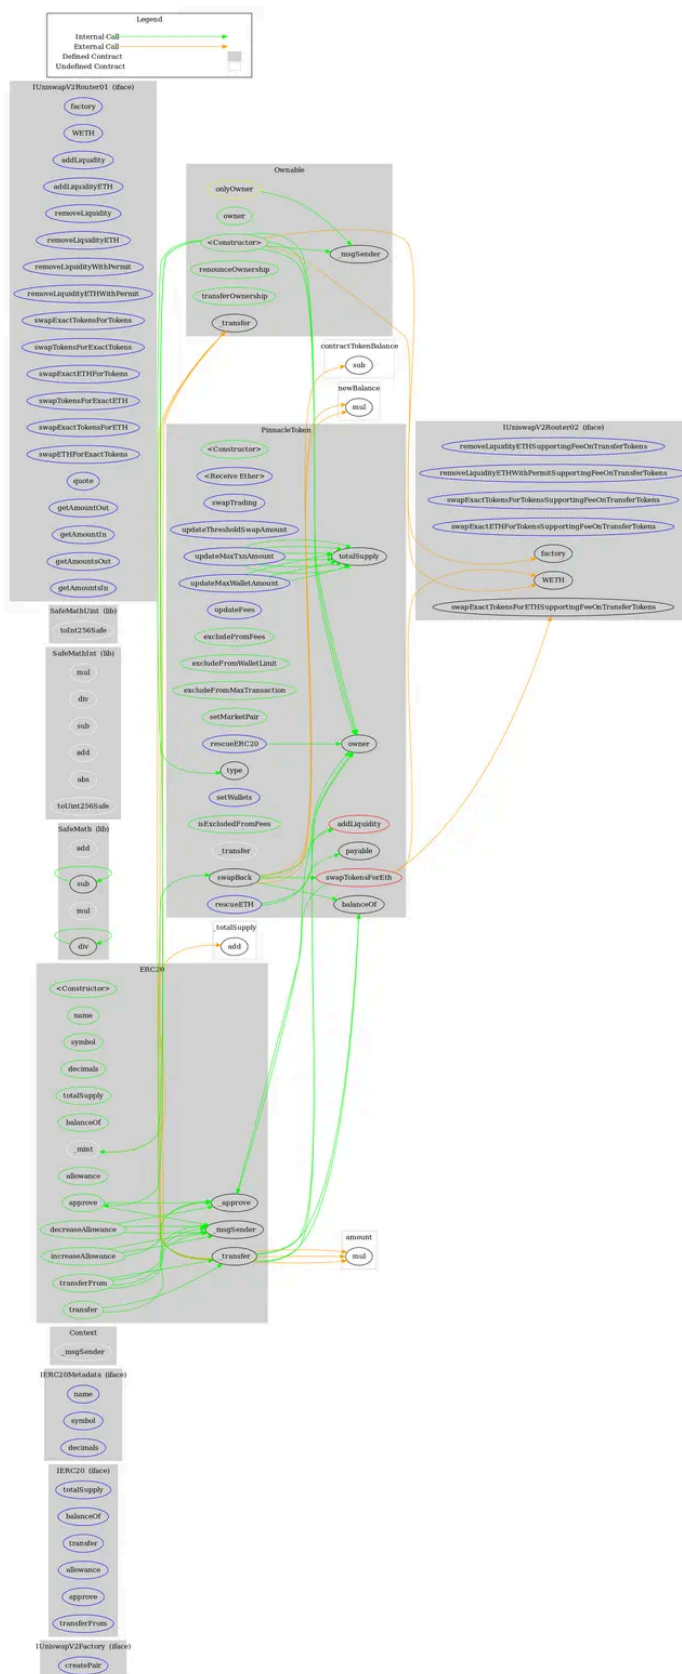 Legend
Internal Call
External Call
Defined Contract
Undefined Contract
IUniswapV2Router01 (iface)
factory
WETH
addLiquidity
addLiquidityETH
removeLiquidity
removeLiquidityETH
removeLiquidityWithPermit
removeLiquidityETHWithPermit
swapExactTokensForTokens
swapTokensForExactTokens
swapExactETHForTokens
swapTokensForExactETH
swapExactTokensForETH
swapETHForExactTokens
quote
getAmountOut
getAmountIn
getAmountsOut
getAmountsIn
Ownable
onlyOwner
owner
<Constructor>
_msgSender
renounceOwnership
transferOwnership
_transfer
contractTokenBalance
sub
newBalance
mul
PinnacleToken
<Constructor>
<Receive Ether>
swapTrading
updateThresholdSwapAmount
updateMaxTxnAmount
totalSupply
updateMaxWalletAmount
updateFees
excludeFromFees
excludeFromWalletLimit
excludeFromMaxTransaction
setMarketPair
rescueERC20
owner
type
setWallets
isExcludedFromFees
addLiquidity
_transfer
payable
swapBack
swapTokensForEth
rescueETH
balanceOf
IUniswapV2Router02 (iface)
removeLiquidityETHSupportingFeeOnTransferTokens
removeLiquidityETHWithPermitSupportingFeeOnTransferTokens
swapExactTokensForTokensSupportingFeeOnTransferTokens
swapExactETHForTokensSupportingFeeOnTransferTokens
factory
WETH
swapExactTokensForETHSupportingFeeOnTransferTokens
SafeMathUint (lib)
toInt256Safe
SafeMathInt (lib)
mul
div
sub
add
abs
toUint256Safe
SafeMath (lib)
add
sub
mul
div
_totalSupply
add
ERC20
<Constructor>
name
symbol
decimals
totalSupply
balanceOf
_mint
allowance
approve
_approve
decreaseAllowance
_msgSender
increaseAllowance
_transfer
transferFrom
transfer
amount
mul
Context
_msgSender
IERC20Metadata (iface)
name
symbol
decimals
IERC20 (iface)
totalSupply
balanceOf
transfer
allowance
approve
transferFrom
IUniswapV2Factory (iface)
createPair